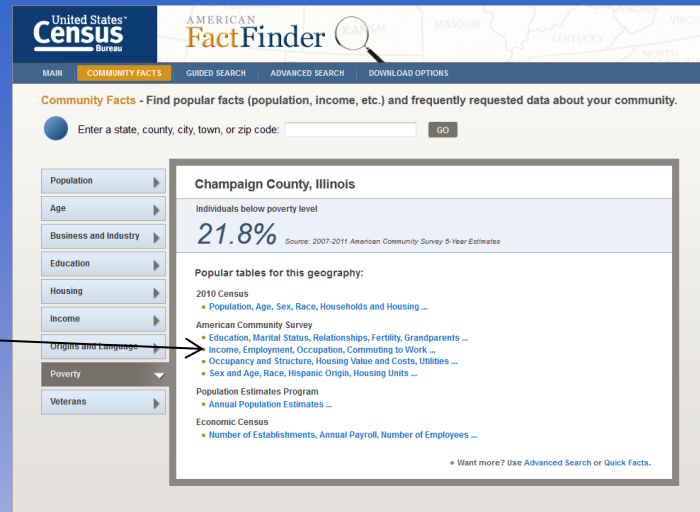 United States™
Census
Bureau
AMERICAN
FactFinder
KANSAS
MISSOURI
KENTUCKY
VIRG
NORTH
MAIN COMMUNITY FACTS GUIDED SEARCH ADVANCED SEARCH DOWNLOAD OPTIONS
Community Facts - Find popular facts (population, income, etc.) and frequently requested data about your community.
Enter a state, county, city, town, or zip code: GO
Population
Age
Business and Industry
Education
Housing
Income
Origins and Language
Poverty
Veterans
Champaign County, Illinois
Individuals below poverty level
21.8% Source: 2007-2011 American Community Survey 5-Year Estimates
Popular tables for this geography:
2010 Census
• Population, Age, Sex, Race, Households and Housing ...
American Community Survey
• Education, Marital Status, Relationships, Fertility, Grandparents ...
• Income, Employment, Occupation, Commuting to Work ...
• Occupancy and Structure, Housing Value and Costs, Utilities ...
• Sex and Age, Race, Hispanic Origin, Housing Units ...
Population Estimates Program
• Annual Population Estimates ...
Economic Census
• Number of Establishments, Annual Payroll, Number of Employees ...
• Want more? Use Advanced Search or Quick Facts.